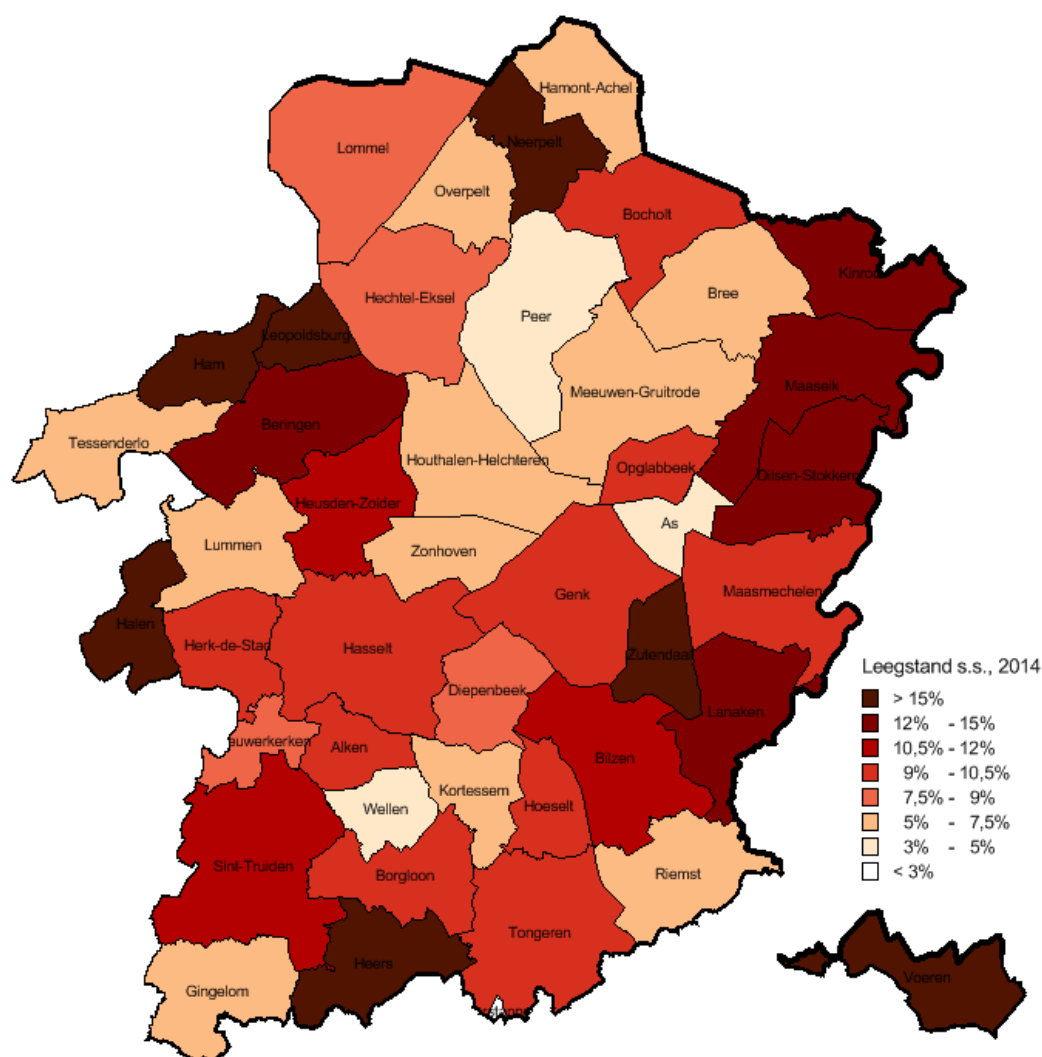 Hamont-Achel
Neerpelt
Lommel
Overpelt
Bocholt
Kinroo
Hechtel-Eksel
Bree
Peer
Leopoldsburg
Ham
Maaseik
Meeuwen-Gruitrode
Beringen
Tessenderlo
Houthalen-Helchteren
Opglabbeek
Dilsen-Stokkem
Heusden-Zolder
As
Lummen
Zonhoven
Genk
Maasmechelen
Halen
Herk-de-Stad
Hasselt
Zutendaal
Leegstand s.s., 2014
Diepenbeek
> 15%
Lanaken
12% - 15%
euwerkerken
Alken
10,5% - 12%
Bilzen
9% - 10,5%
Kortessem
7,5% - 9%
Wellen
Hoeselt
5% - 7,5%
3% - 5%
Sint-Truiden
< 3%
Borgloon
Riemst
Tongeren
Heers
Voeren
Gingelom